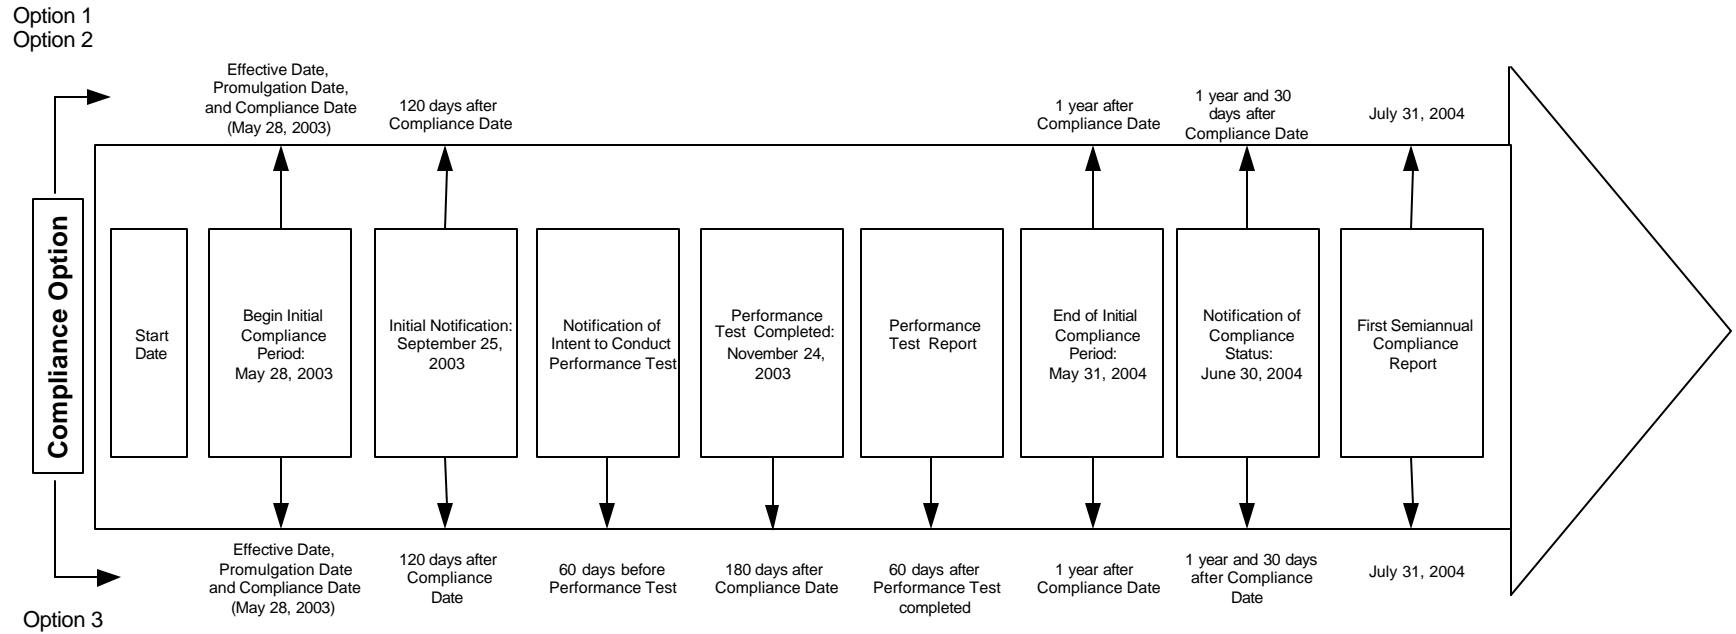 Option 1
Option 2
Effective Date,
Promulgation Date,
and Compliance Date
(May 28, 2003)
120 days after
Compliance Date
1 year after
Compliance Date
1 year and 30
days after
Compliance Date
July 31, 2004
Compliance Option
Start
Date
Begin Initial
Compliance
Period:
May 28, 2003
Initial Notification:
September 25,
2003
Notification of
Intent to Conduct
Performance Test
Performance
Test Completed:
November 24,
2003
Performance
Test Report
End of Initial
Compliance
Period:
May 31, 2004
Notification of
Compliance
Status:
June 30, 2004
First Semiannual
Compliance
Report
Effective Date,
Promulgation Date
and Compliance Date
(May 28, 2003)
120 days after
Compliance
Date
60 days before
Performance Test
180 days after
Compliance Date
60 days after
Performance Test
completed
1 year after
Compliance Date
1 year and 30 days
after Compliance
Date
July 31, 2004
Option 3